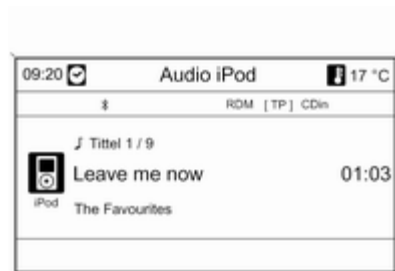 09:20 Audio iPod 17 °C
RDM [TP] CDin
Tittel 1 / 9
Leave me now 01:03
iPod
The Favourites